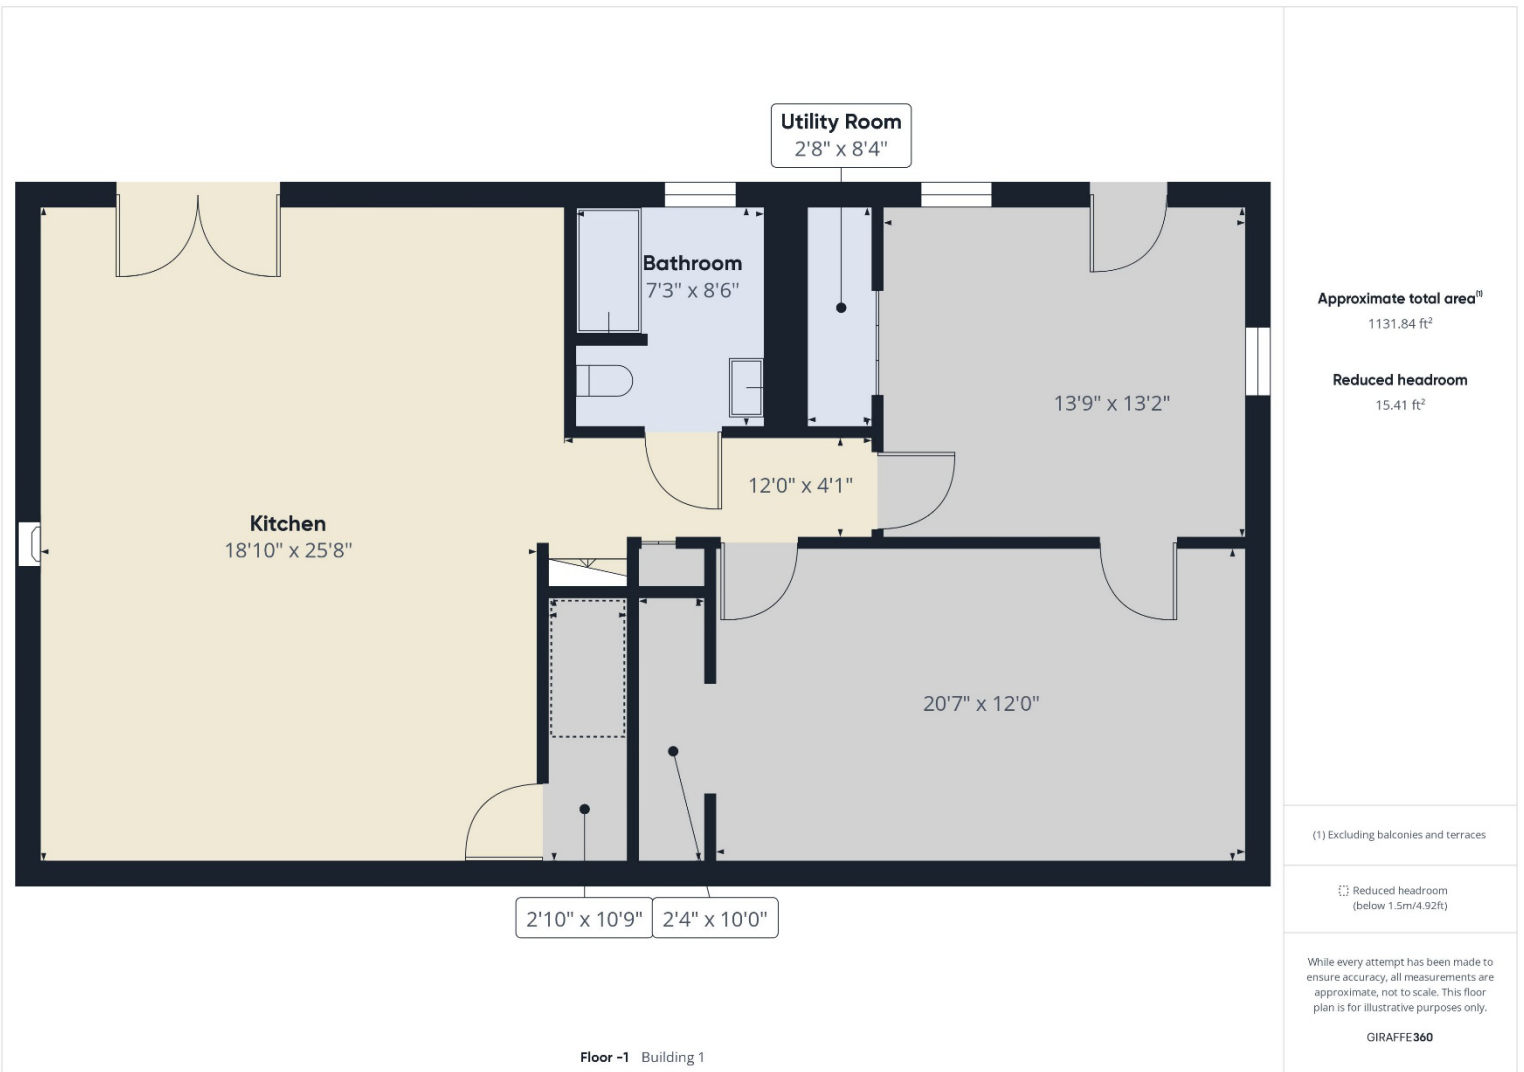 Utility Room
2'8" x 8'4"
Bathroom
7'3" x 8'6"
13'9" x 13'2"
12'0" x 4'1"
Kitchen
18'10" x 25'8"
20'7" x 12'0"
2'10" x 10'9"
2'4" x 10'0"
Floor -1 Building 1
Approximate total area(1)
1131.84 ft²
Reduced headroom
15.41 ft²
(1) Excluding balconies and terraces
Reduced headroom
(below 1.5m/4.92ft)
While every attempt has been made to
ensure accuracy, all measurements are
approximate, not to scale. This floor
plan is for illustrative purposes only.
GIRAFFE360